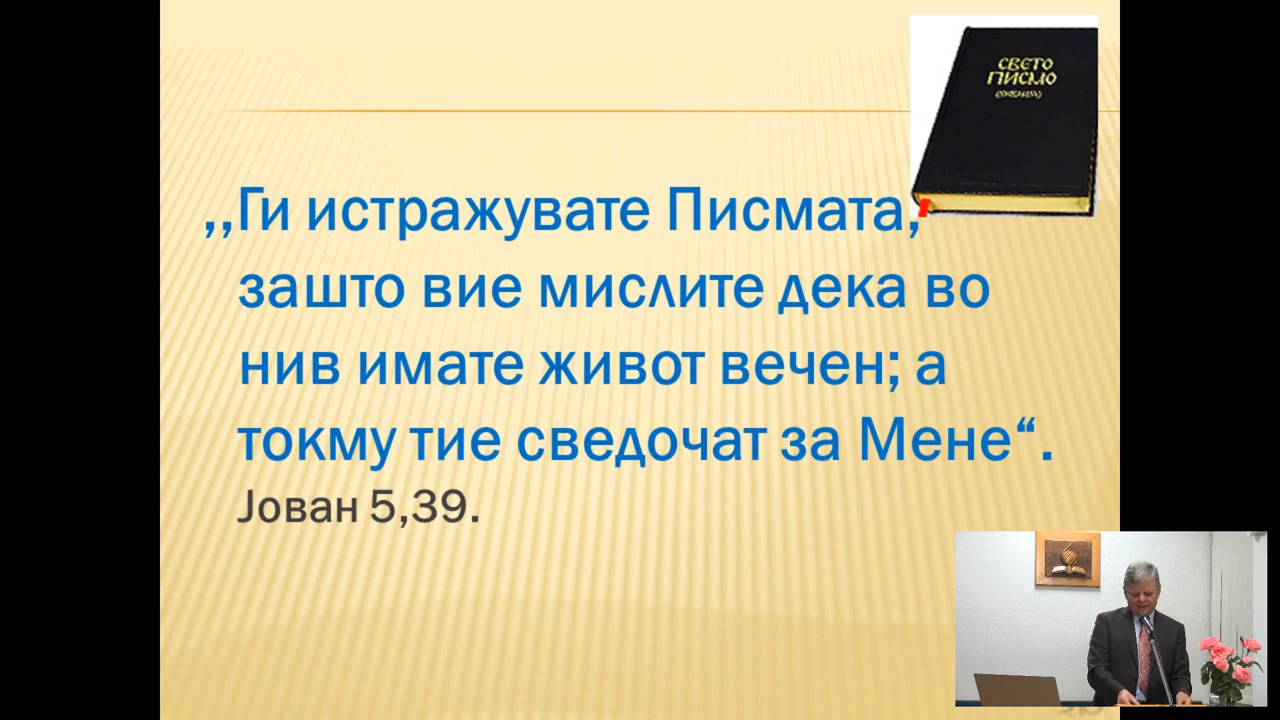 СВЕТО
ПИСМО
(БИБЛИЈА)
,,Ги истражувате Писмата,
зашто вие мислите дека во
нив имате живот вечен; а
токму тие сведочат за Мене“.
Јован 5,39.